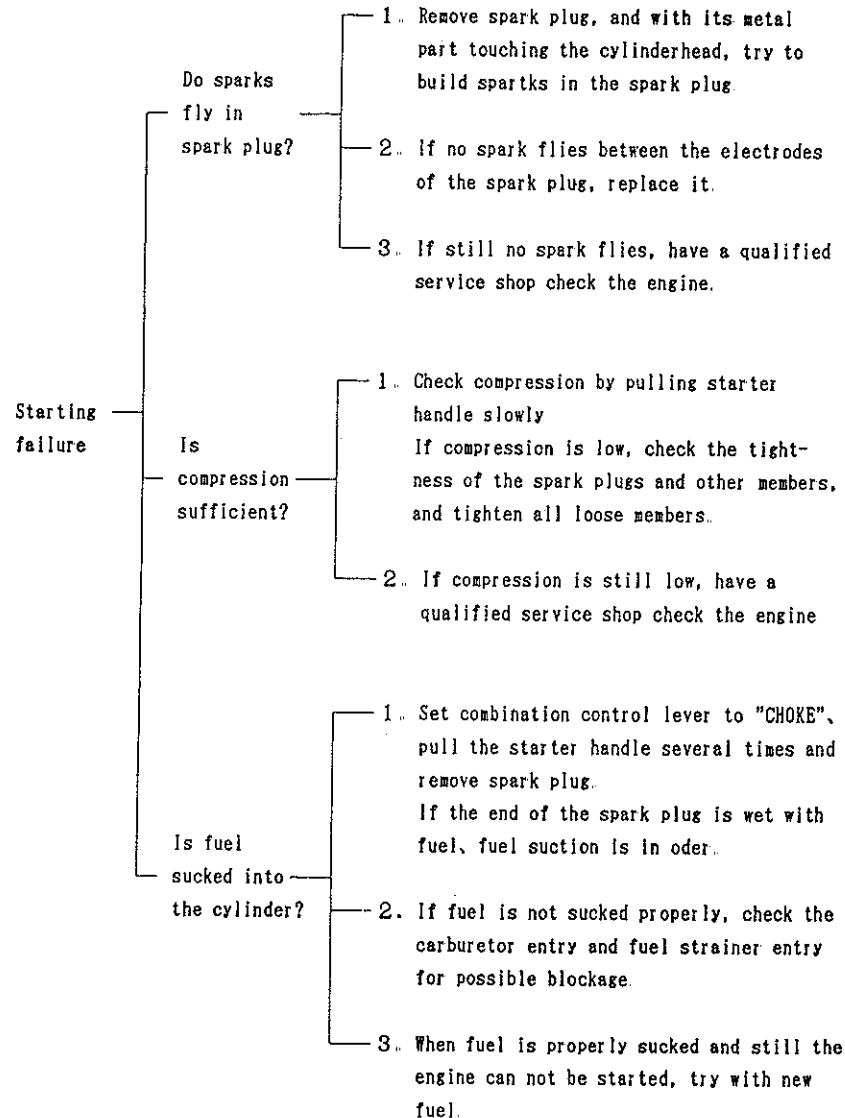 Starting
failure
Do sparks
fly in
spark plug?
1. Remove spark plug, and with its metal
part touching the cylinderhead, try to
build spartks in the spark plug.
2. If no spark flies between the electrodes
of the spark plug, replace it.
3. If still no spark flies, have a qualified
service shop check the engine.
Is
compression
sufficient?
1. Check compression by pulling starter
handle slowly
If compression is low, check the tight-
ness of the spark plugs and other members,
and tighten all loose members.
2. If compression is still low, have a
qualified service shop check the engine
Is fuel
sucked into
the cylinder?
1. Set combination control lever to "CHOKE"、
pull the starter handle several times and
remove spark plug.
If the end of the spark plug is wet with
fuel、fuel suction is in oder.
2. If fuel is not sucked properly, check the
carburetor entry and fuel strainer entry
for possible blockage.
3. When fuel is properly sucked and still the
engine can not be started, try with new
fuel.